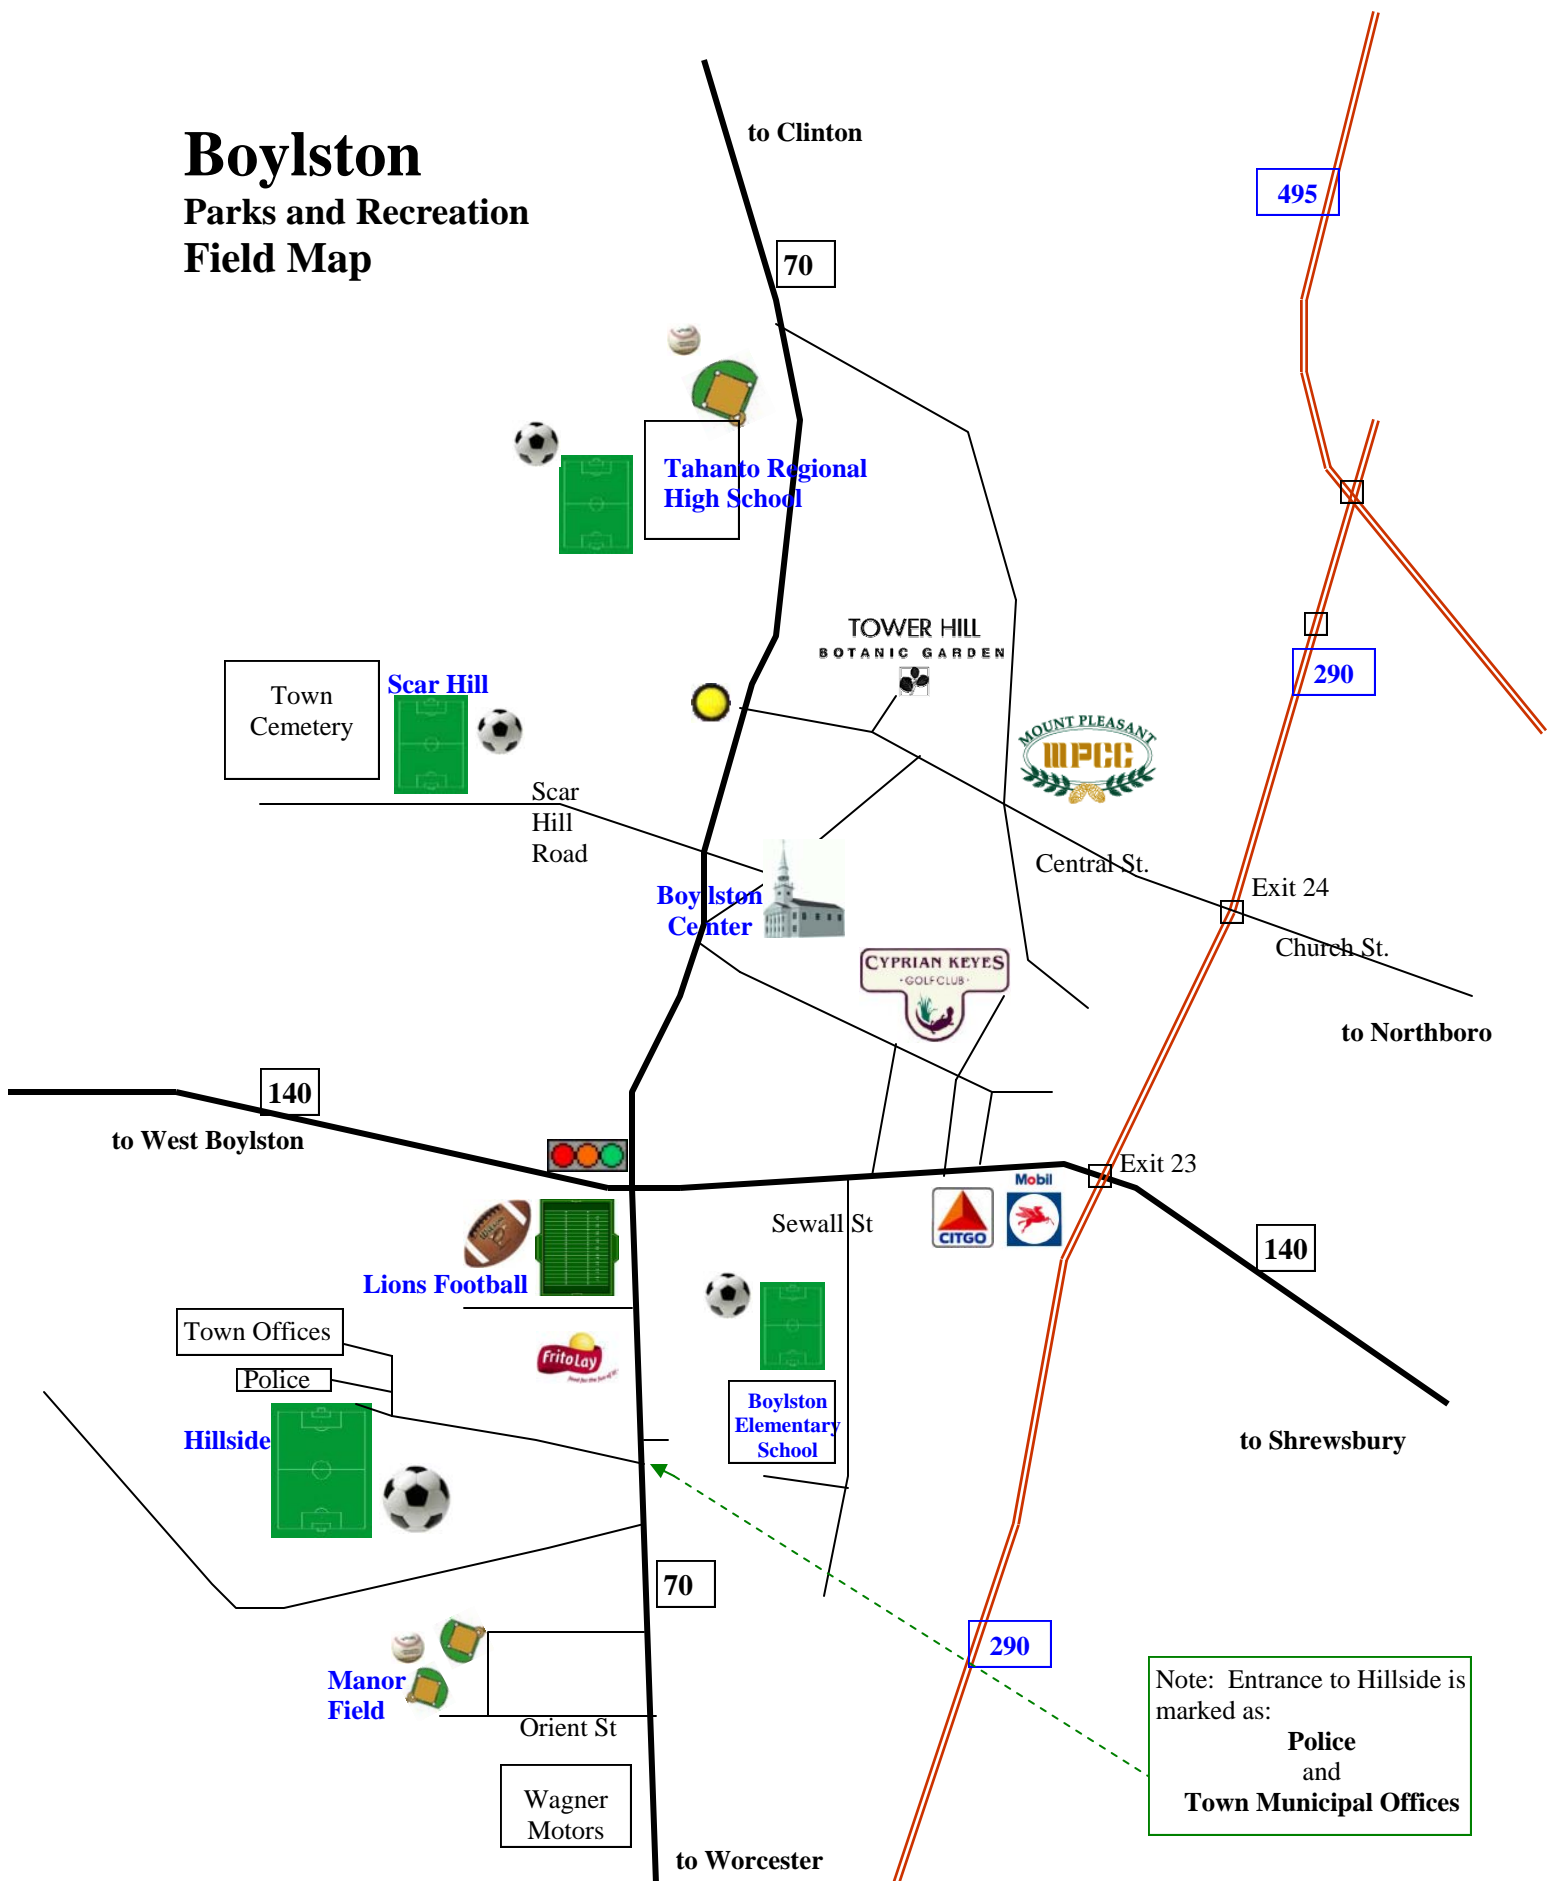 Boylston
Parks and Recreation
Field Map
to Clinton
495
70
Tahanto Regional
High School
TOWER HILL
BOTANIC GARDEN
290
Town
Cemetery
Scar Hill
MOUNT PLEASANT
MPCC
Scar
Hill
Road
Central St.
Exit 24
Boylston
Center
Church St.
CYPRIAN KEYES
·GOLF CLUB·
to Northboro
140
to West Boylston
Exit 23
Mobil
Sewall St
CITGO
140
Lions Football
Town Offices
FritoLay
Police
Boylston
Elementary
School
Hillside
to Shrewsbury
70
290
Manor
Field
Orient St
Note: Entrance to Hillside is
marked as:
Police
and
Town Municipal Offices
Wagner
Motors
to Worcester